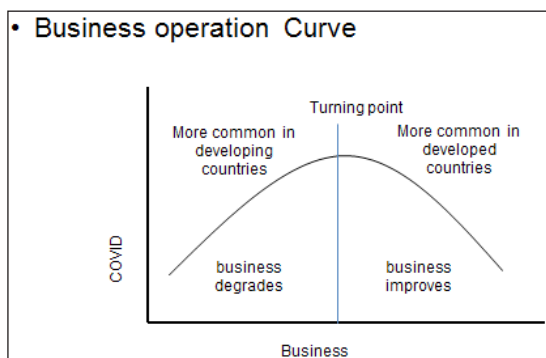 • Business operation Curve
Turning point
More common in
developing
countries
More common in
developed
countries
COVID
business
degrades
business
improves
Business